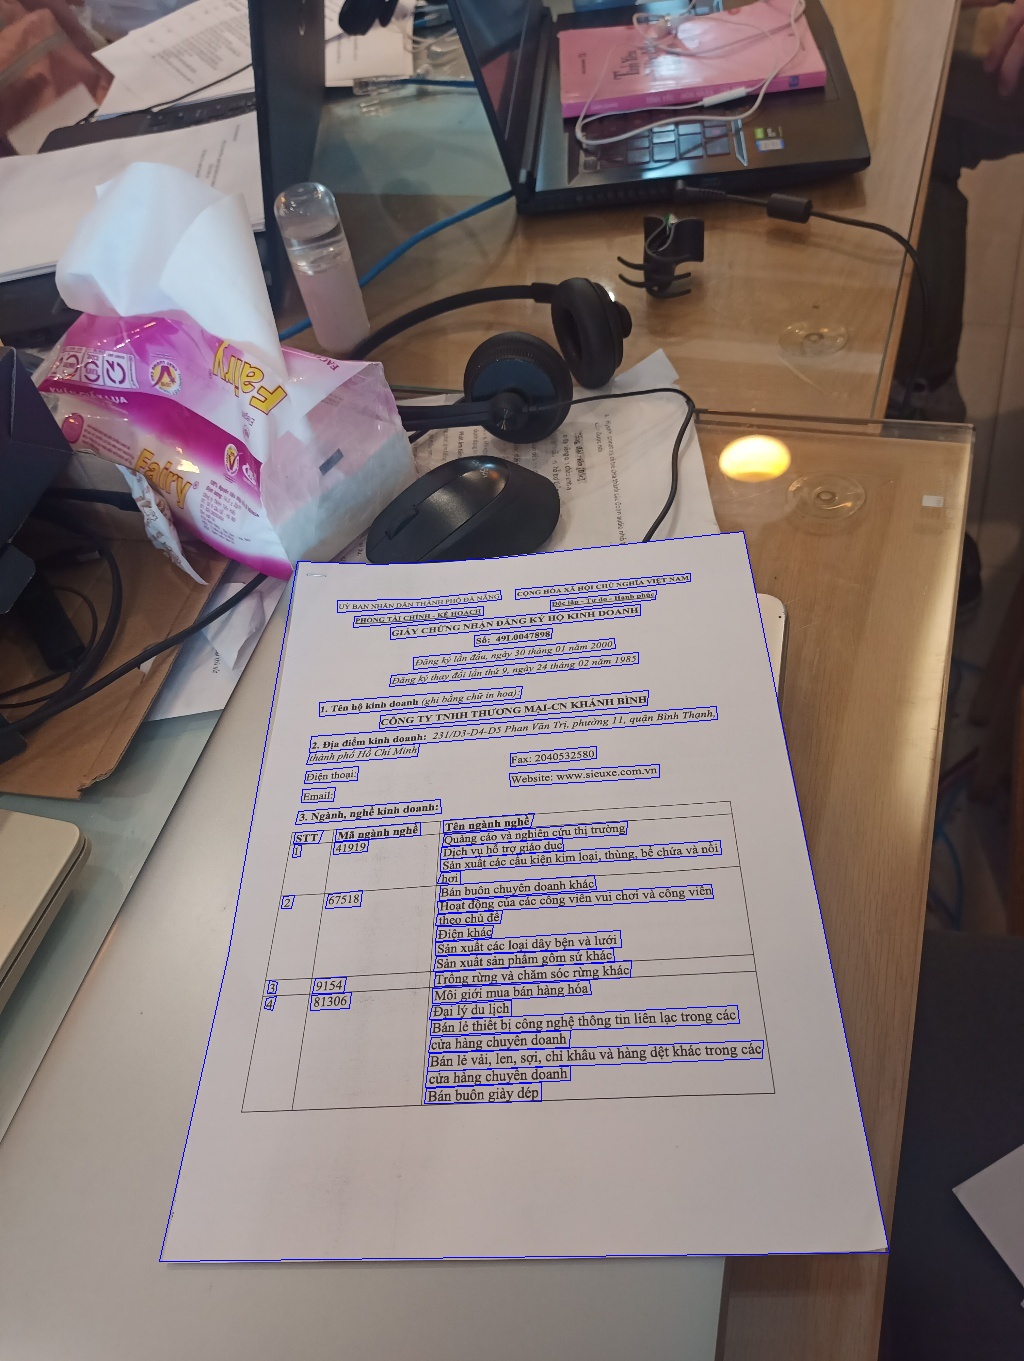 Fairy
Fairy
UỶ BAN NHÂN DÂN THÀNH PHỐ ĐÀ NẴNG
CỘNG HÒA XÃ HỘI CHỦ NGHĨA VIỆT NAM
PHÒNG TÀI CHÍNH - KẾ HOẠCH
Độc lập - Tự do - Hạnh phúc
GIẤY CHỨNG NHẬN ĐĂNG KÝ HỘ KINH DOANH
Số: 49L0047898
Đăng ký lần đầu, ngày 30 tháng 01 năm 2000
Đăng ký thay đổi lần thứ 9, ngày 24 tháng 02 năm 1985
1. Tên hộ kinh doanh (ghi bằng chữ in hoa):
CÔNG TY TNHH THƯƠNG MẠI-CN KHÁNH BÌNH
2. Địa điểm kinh doanh: 231/D3-D4-D5 Phan Văn Trị, phường 11, quận Bình Thạnh,
thành phố Hồ Chí Minh
Điện thoại:
Fax: 2040532580
Email:
Website: www.sieuxe.com.vn
3. Ngành, nghề kinh doanh:
STT Mã ngành nghề Tên ngành nghề
1 41919 Quảng cáo và nghiên cứu thị trường
Dịch vụ hỗ trợ giáo dục
Sản xuất các cấu kiện kim loại, thùng, bể chứa và nồi
hơi
2 67518 Bán buôn chuyên doanh khác
Hoạt động của các công viên vui chơi và công viên
theo chủ đề
Điện khác
Sản xuất các loại dây bện và lưới
Sản xuất sản phẩm gốm sứ khác
3 9154 Trồng rừng và chăm sóc rừng khác
4 81306 Môi giới mua bán hàng hóa
Đại lý du lịch
Bán lẻ thiết bị công nghệ thông tin liên lạc trong các
cửa hàng chuyên doanh
Bán lẻ vải, len, sợi, chỉ khâu và hàng dệt khác trong các
cửa hàng chuyên doanh
Bán buôn giày dép